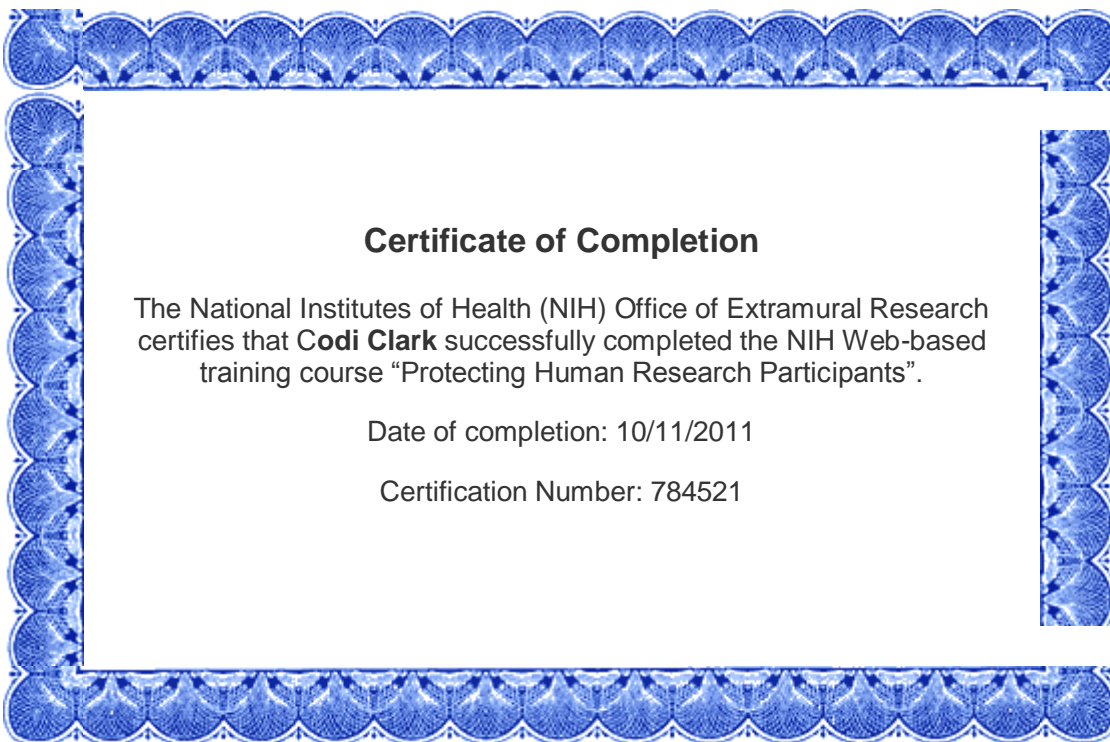 Certificate of Completion
The National Institutes of Health (NIH) Office of Extramural Research
certifies that Codi Clark successfully completed the NIH Web-based
training course “Protecting Human Research Participants”.
Date of completion: 10/11/2011
Certification Number: 784521